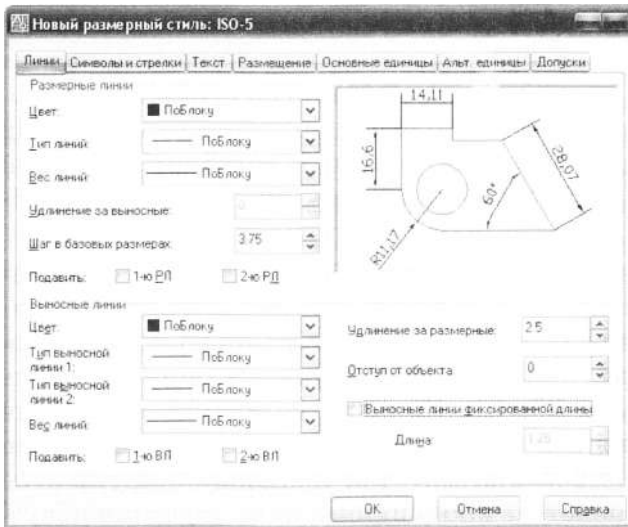 Новый размерный стиль: ISO-5
Линии Символы и стрелки Текст Размещение Основные единицы Альт. единицы Допуски
Размерные линии
Цвет: ПоБлоку
Тип линий: ПоБлоку
Вес линий: ПоБлоку
Удлинение за выносные:
Шаг в базовых размерах: 3.75
Подавить: 1-ю РЛ 2-ю РЛ
14,11
16,6
28,07
60°
R11,17
Выносные линии
Цвет: ПоБлоку
Тип выносной
линии 1: ПоБлоку
Тип выносной
линии 2: ПоБлоку
Вес линий: ПоБлоку
Подавить: 1-ю ВЛ 2-ю ВЛ
Удлинение за размерные: 2.5
Отступ от объекта 0
Выносные линии фиксированной длины
Длина: 1.25
OK Отмена Справка